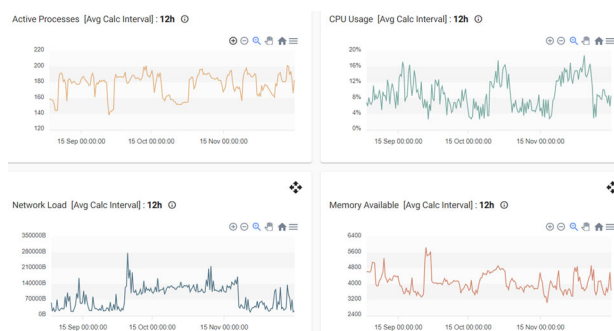 Active Processes [Avg Calc Interval] : 12h
220
200
180
160
140
120
15 Sep 00:00:00 15 Oct 00:00:00 15 Nov 00:00:00
CPU Usage [Avg Calc Interval] : 12h
20%
16%
12%
8%
4%
0%
15 Sep 00:00:00 15 Oct 00:00:00 15 Nov 00:00:00
Network Load [Avg Calc Interval] : 12h
350000B
280000B
210000B
140000B
70000B
0B
15 Sep 00:00:00 15 Oct 00:00:00 15 Nov 00:00:00
Memory Available [Avg Calc Interval] : 12h
6400
5600
4800
4000
3200
2400
15 Sep 00:00:00 15 Oct 00:00:00 15 Nov 00:00:00